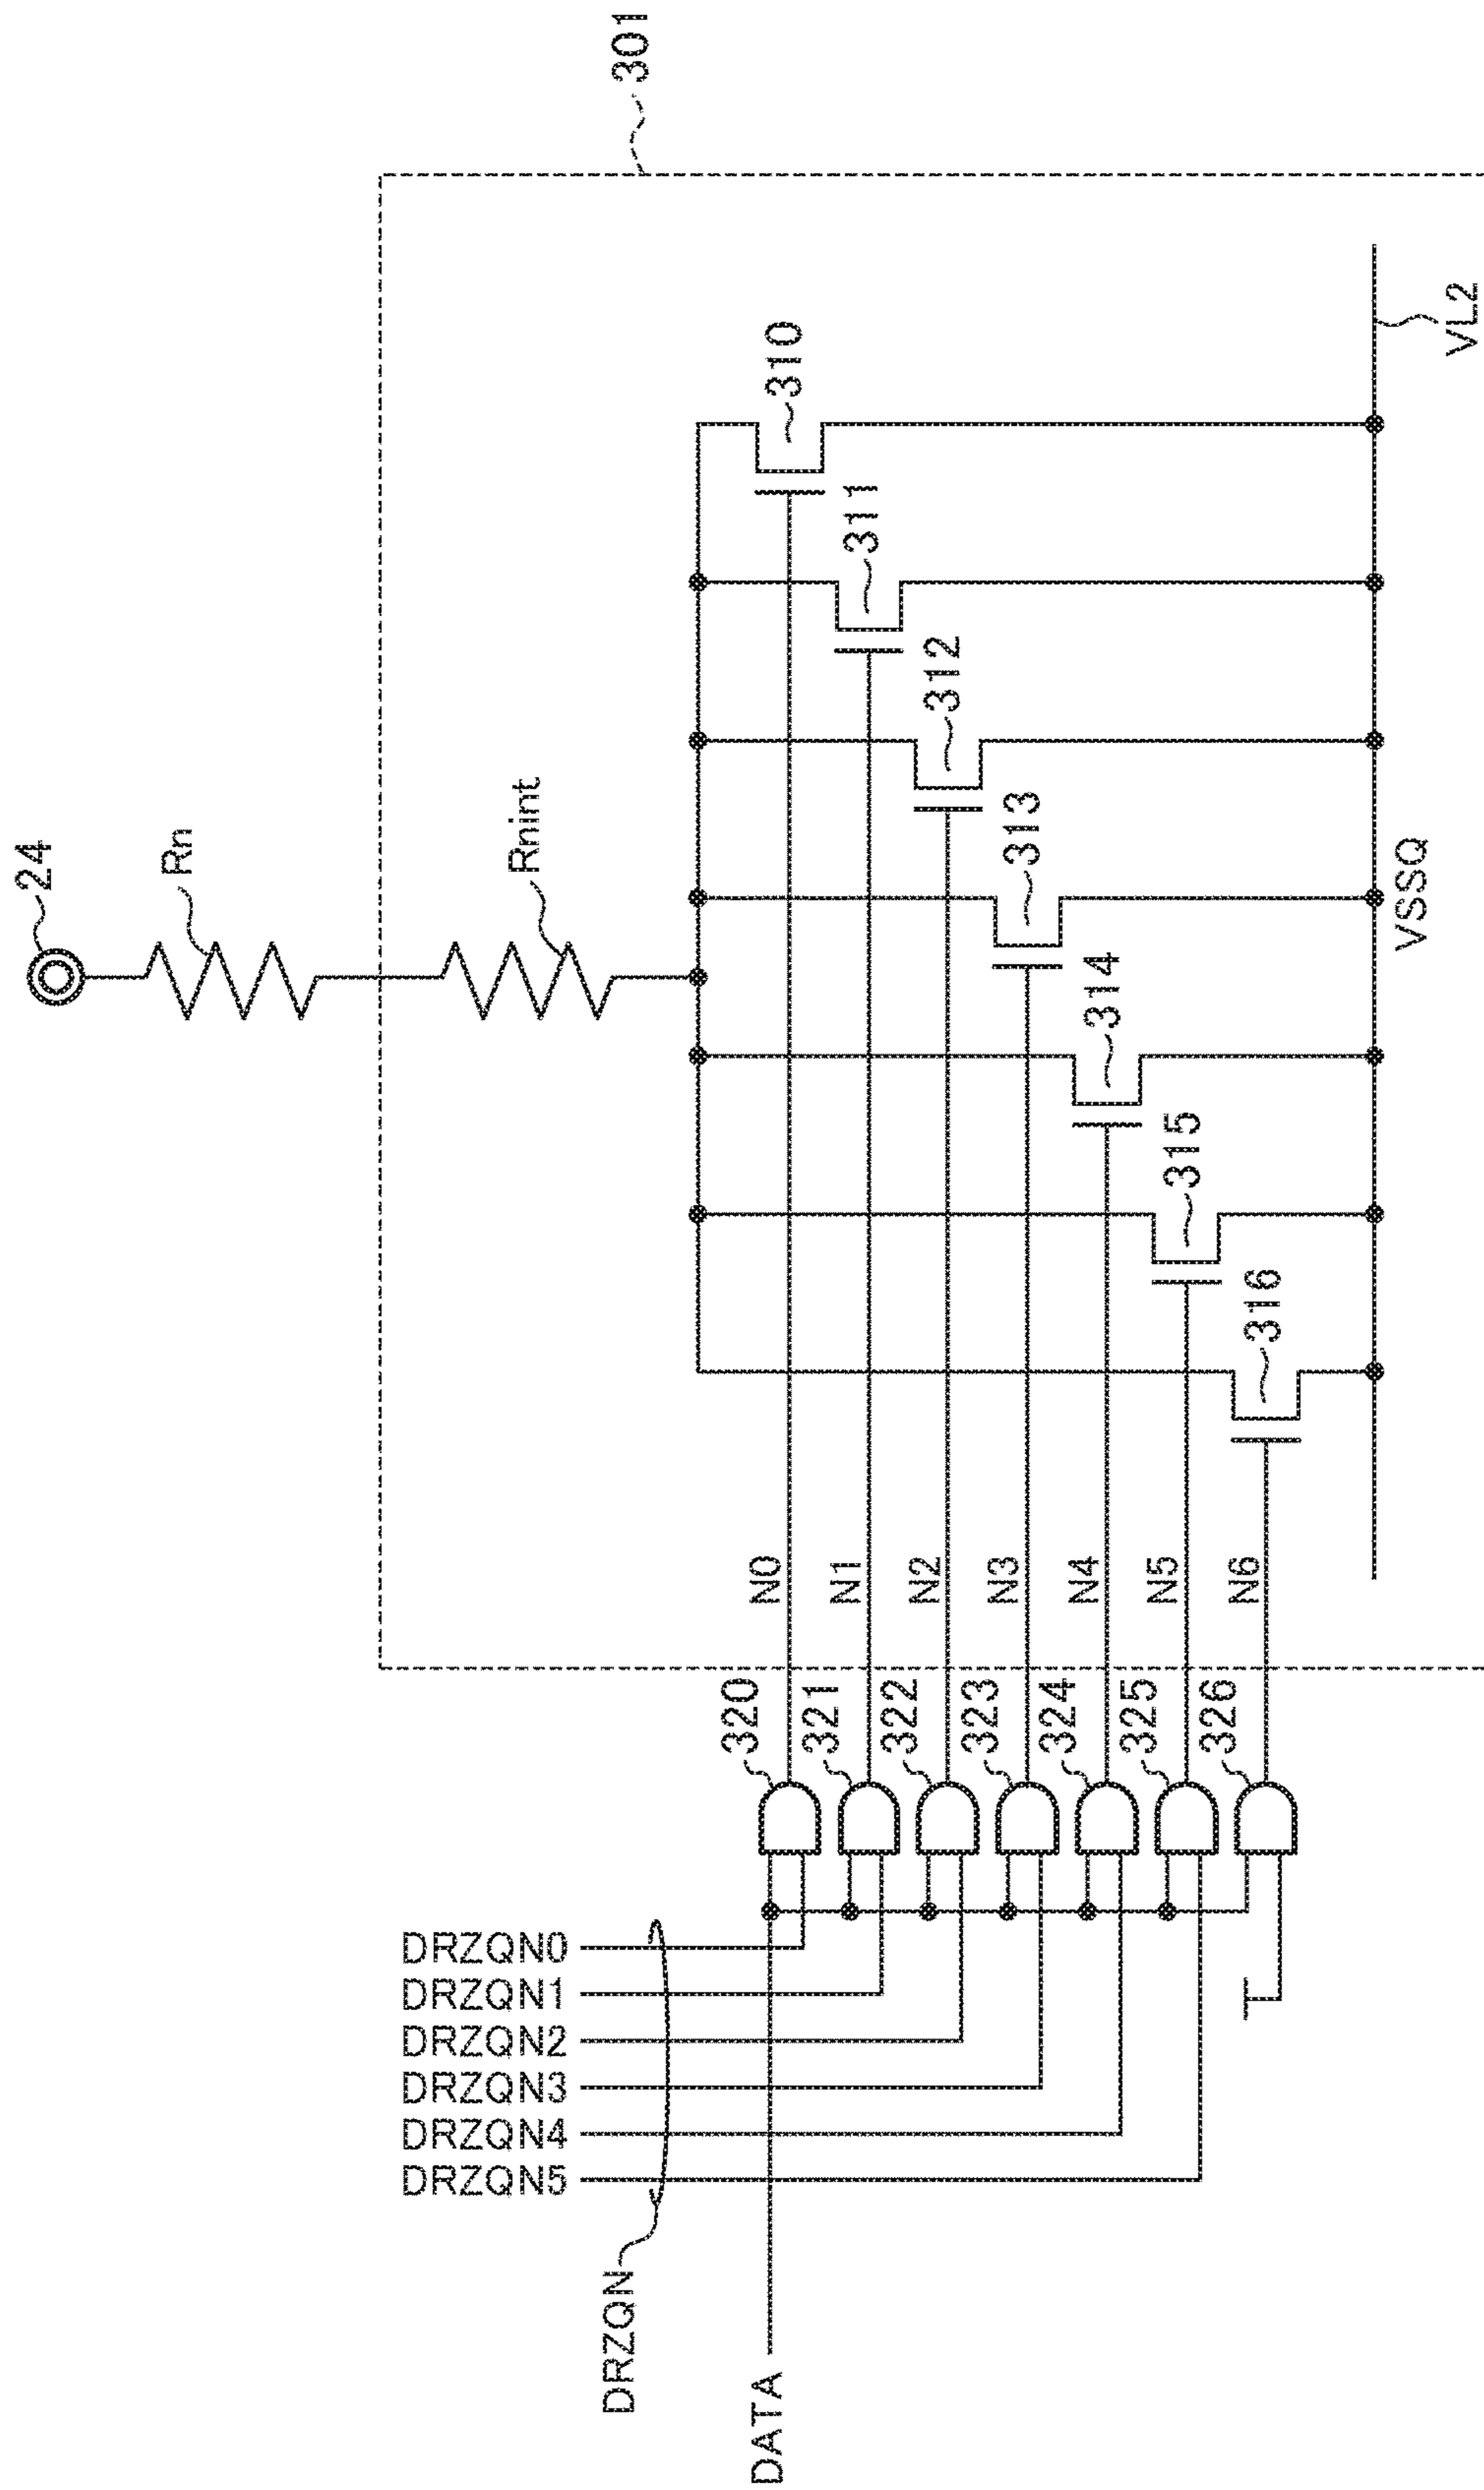 301
24
Rn
Rnint
310
311
312
313
314
315
316
VL2
VSSQ
N0
N1
N2
N3
N4
N5
N6
320
321
322
323
324
325
326
DRZQN0
DRZQN1
DRZQN2
DRZQN3
DRZQN4
DRZQN5
DRZQN
DATA